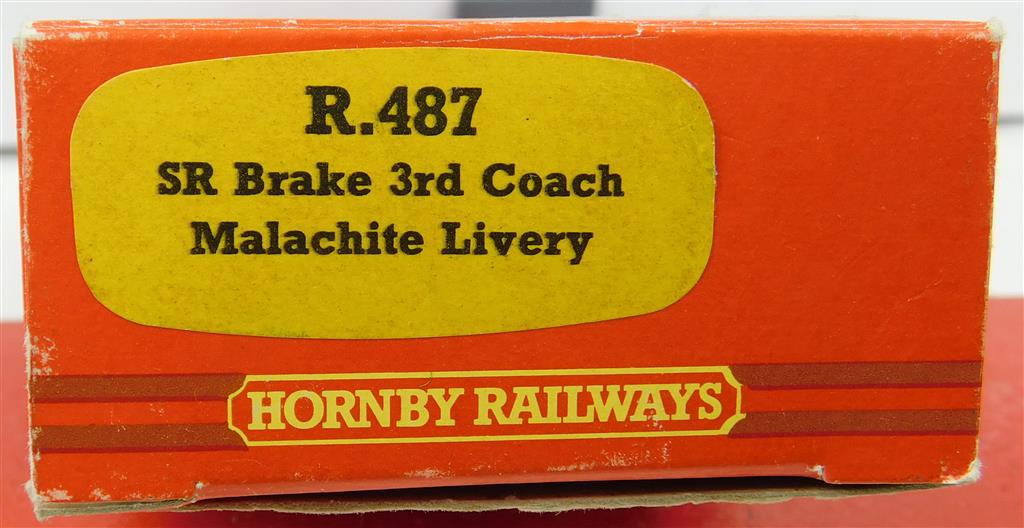 R.487
SR Brake 3rd Coach
Malachite Livery
HORNBY RAILWAYS